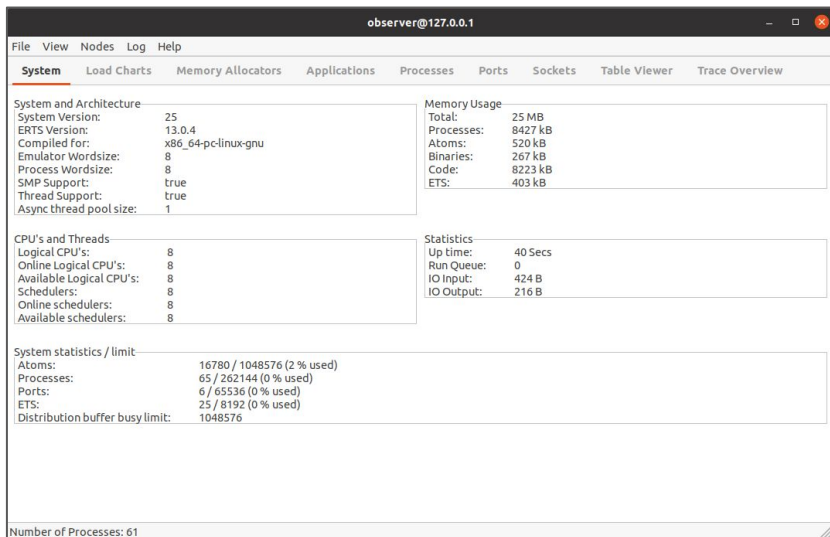 observer@127.0.0.1
File View Nodes Log Help
System Load Charts Memory Allocators Applications Processes Ports Sockets Table Viewer Trace Overview
System and Architecture
System Version: 25
ERTS Version: 13.0.4
Compiled for: x86_64-pc-linux-gnu
Emulator Wordsize: 8
Process Wordsize: 8
SMP Support: true
Thread Support: true
Async thread pool size: 1
Memory Usage
Total: 25 MB
Processes: 8427 kB
Atoms: 520 kB
Binaries: 267 kB
Code: 8223 kB
ETS: 403 kB
CPU's and Threads
Logical CPU's: 8
Online Logical CPU's: 8
Available Logical CPU's: 8
Schedulers: 8
Online schedulers: 8
Available schedulers: 8
Statistics
Up time: 40 Secs
Run Queue: 0
IO Input: 424 B
IO Output: 216 B
System statistics / limit
Atoms: 16780 / 1048576 (2 % used)
Processes: 65 / 262144 (0 % used)
Ports: 6 / 65536 (0 % used)
ETS: 25 / 8192 (0 % used)
Distribution buffer busy limit: 1048576
Number of Processes: 61